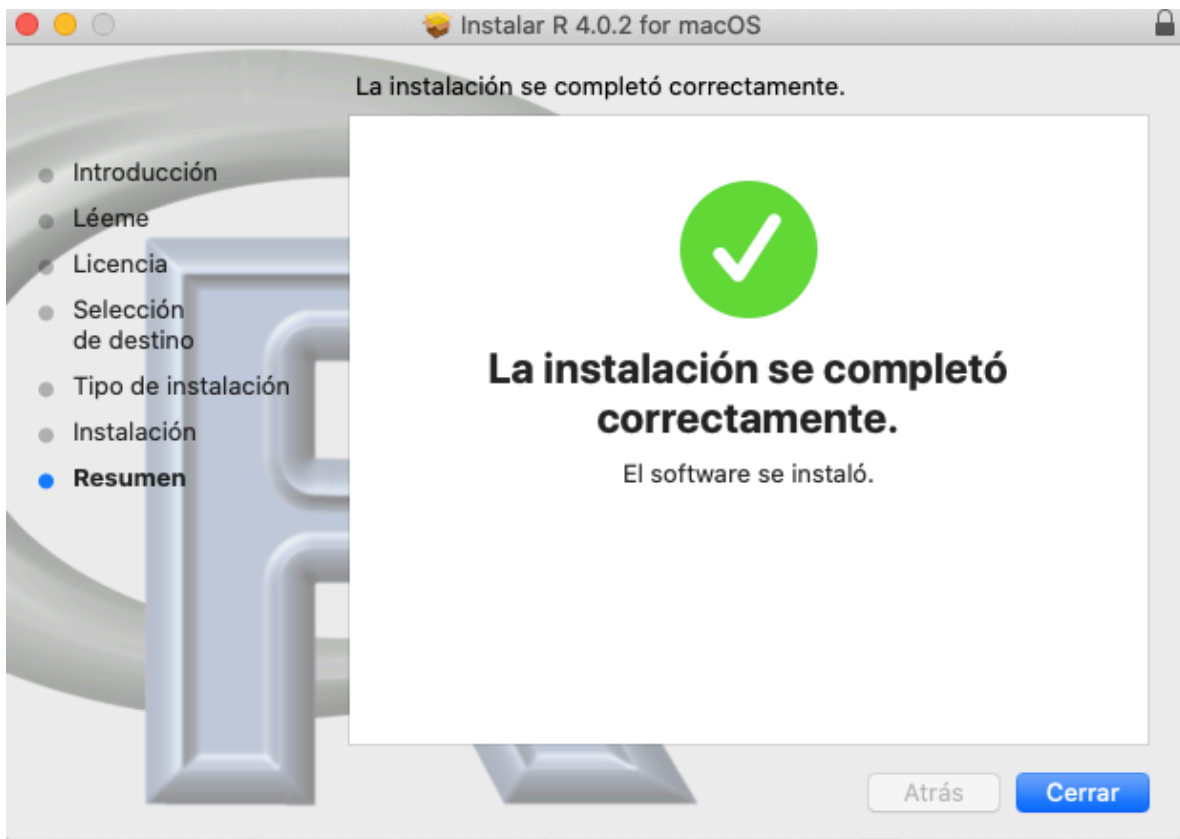 Instalar R 4.0.2 for macOS
La instalación se completó correctamente.
Introducción
Léeme
Licencia
Selección
de destino
Tipo de instalación
Instalación
Resumen
La instalación se completó
correctamente.
El software se instaló.
R
Atrás
Cerrar